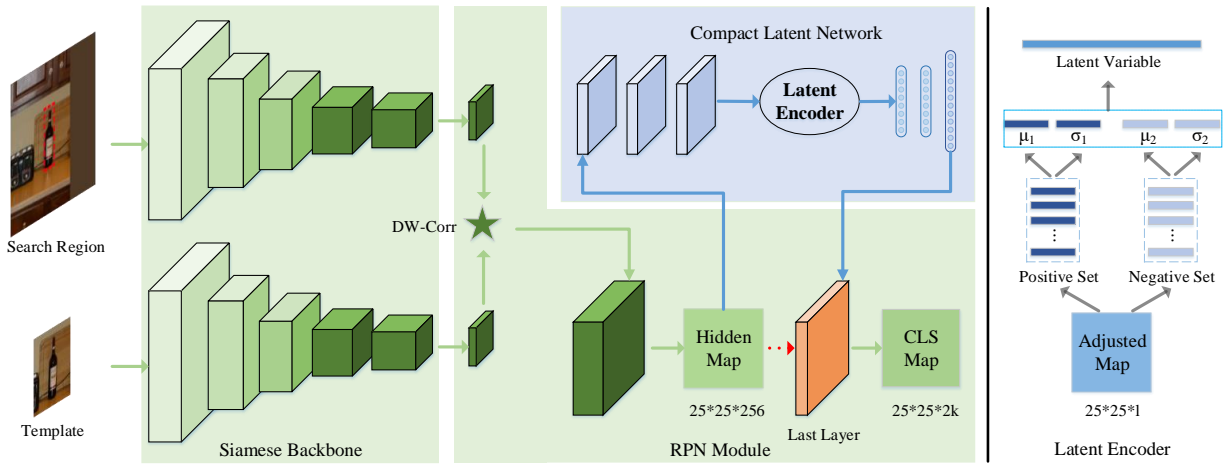 Compact Latent Network
Latent
Encoder
Search Region
DW-Corr
Template
Hidden
Map
CLS
Map
25*25*256
25*25*2k
Last Layer
Siamese Backbone
RPN Module
Latent Variable
μ1 σ1 μ2 σ2
⋮ ⋮
Positive Set Negative Set
Adjusted
Map
25*25*l
Latent Encoder